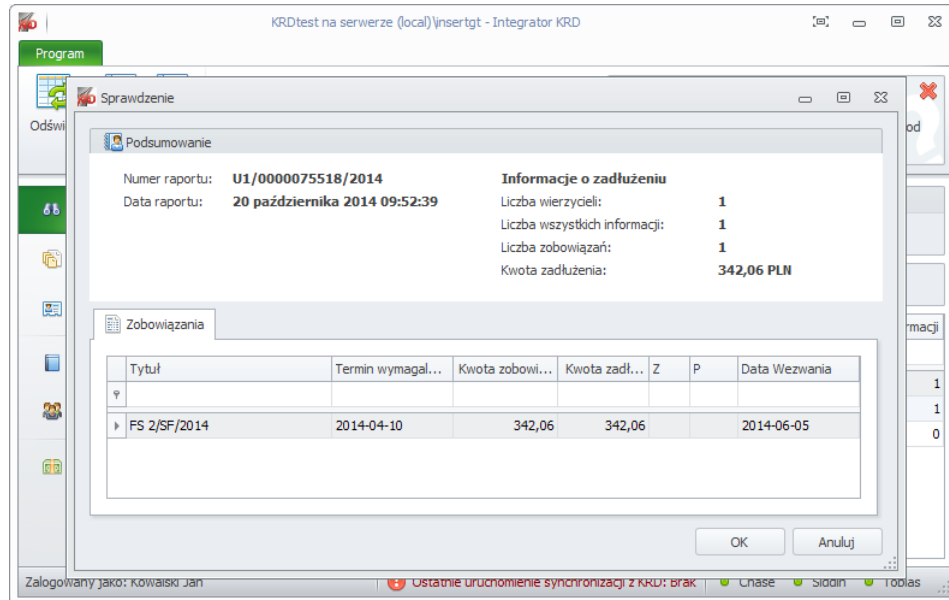 KRDtest na serwerze (local)\insertgt - Integrator KRD
Program
Odświ
od
Sprawdzenie
Podsumowanie
Numer raportu: U1/0000075518/2014
Data raportu: 20 października 2014 09:52:39
Informacje o zadłużeniu
Liczba wierzycieli: 1
Liczba wszystkich informacji: 1
Liczba zobowiązań: 1
Kwota zadłużenia: 342,06 PLN
Zobowiązania
Tytuł Termin wymagal... Kwota zobowi... Kwota zadł... Z P Data Wezwania
FS 2/SF/2014 2014-04-10 342,06 342,06 2014-06-05
rmacji
1
1
0
OK Anuluj
Zalogowany jako: Kowalski Jan Ostatnie uruchomienie synchronizacji z KRD: Brak Chase Siddin Tobias